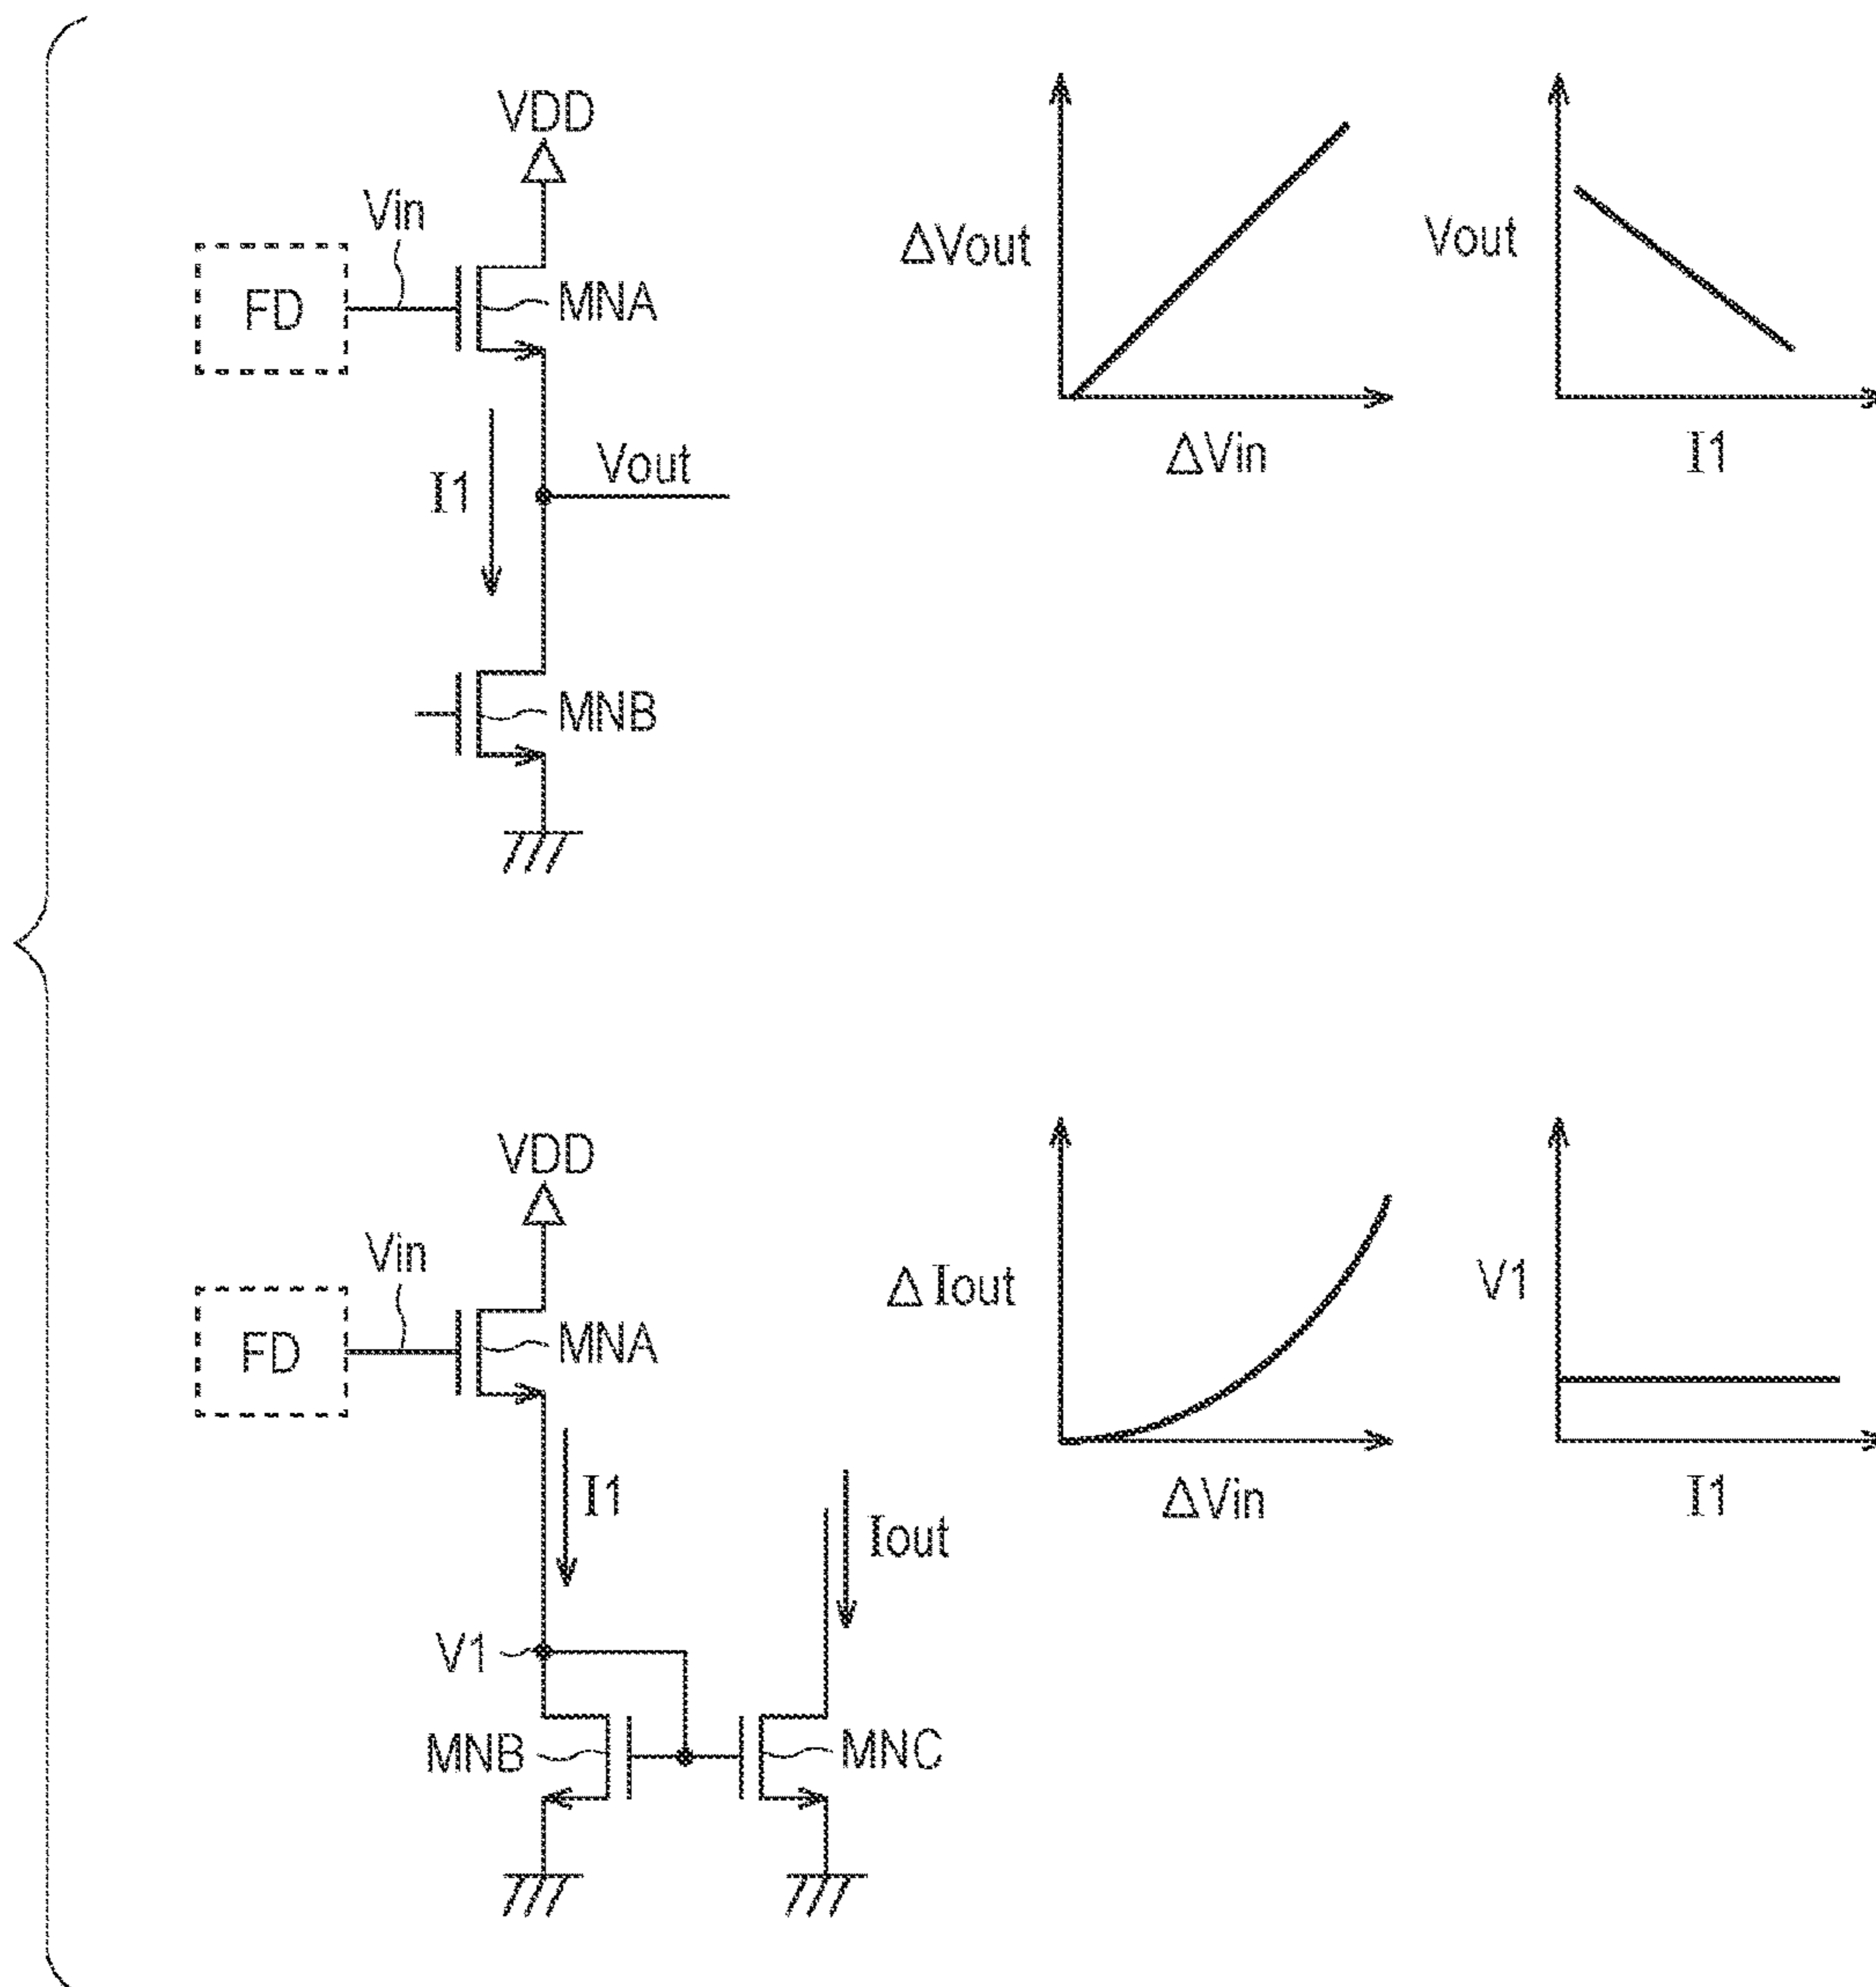 VDD
Vin
FD
MNA
I1
Vout
MNB
ΔVout
ΔVin
Vout
I1
VDD
Vin
FD
MNA
I1
Iout
V1
MNB
MNC
Δ Iout
ΔVin
V1
I1